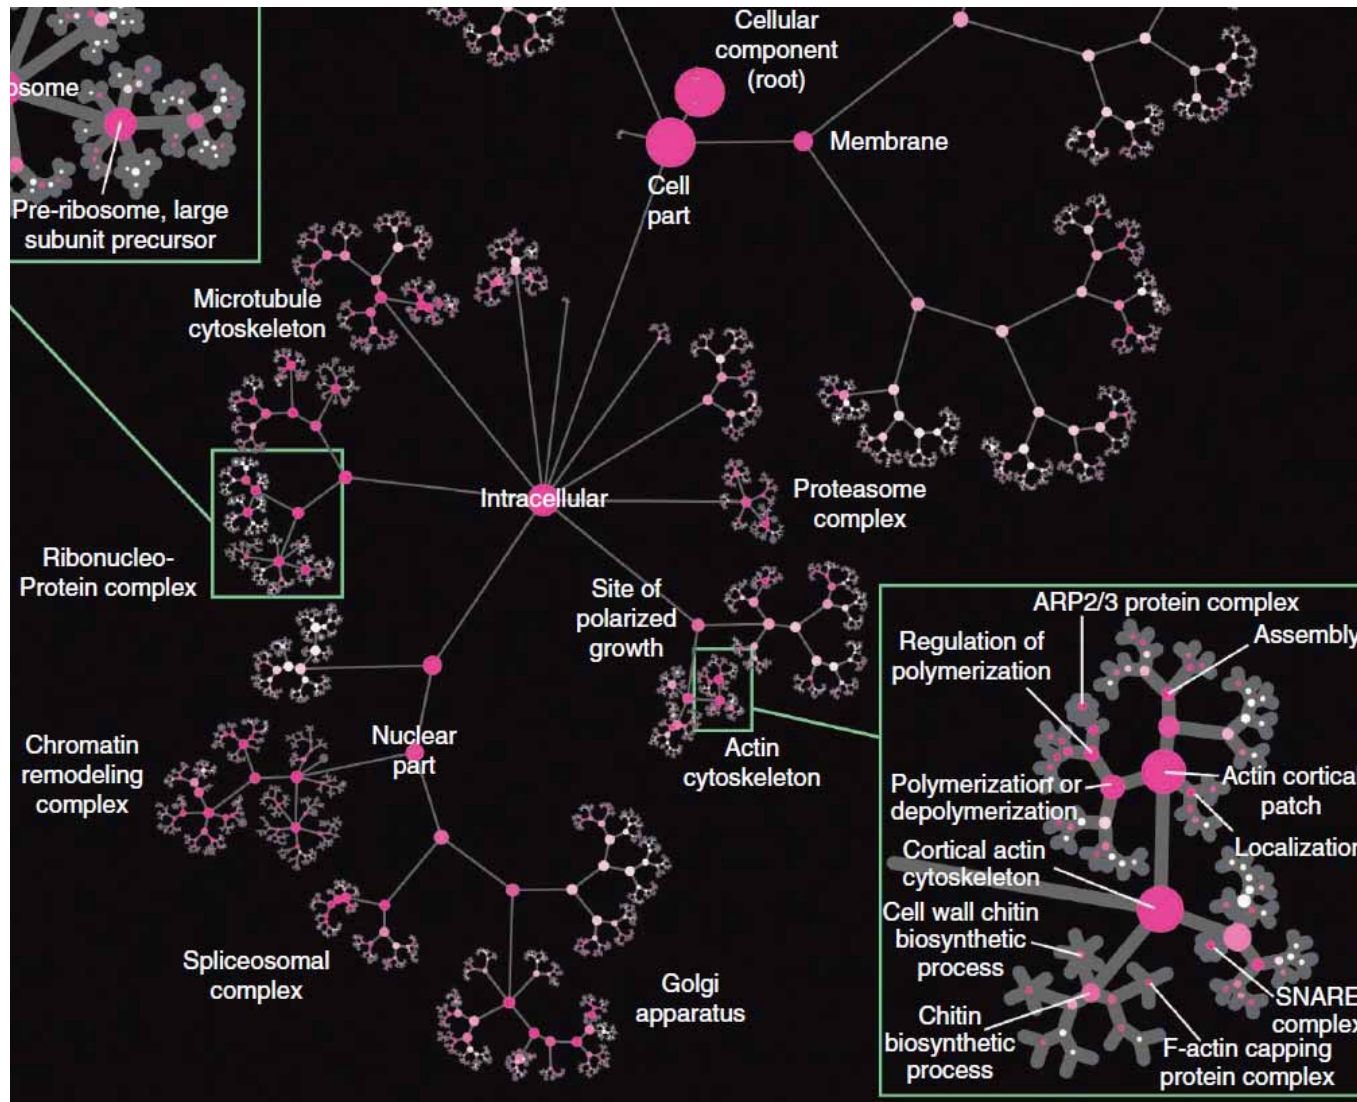 Cellular
component
(root)
osome
Membrane
Cell
part
Pre-ribosome, large
subunit precursor
Microtubule
cytoskeleton
Intracellular
Proteasome
complex
Ribonucleo-
Protein complex
Site of
polarized
growth
ARP2/3 protein complex
Regulation of
polymerization
Assembly
Chromatin
remodeling
complex
Nuclear
part
Actin
cytoskeleton
Polymerization or
depolymerization
Actin cortical
patch
Localization
Cortical actin
cytoskeleton
Cell wall chitin
biosynthetic
process
Spliceosomal
complex
Golgi
apparatus
SNARE
complex
Chitin
biosynthetic
process
F-actin capping
protein complex